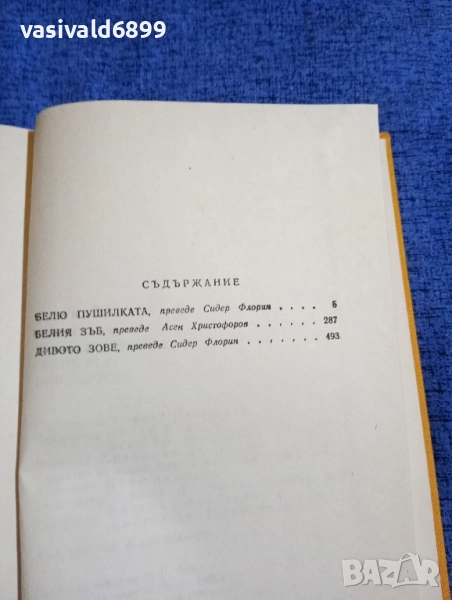 vasivald6899
СЪДЪРЖАНИЕ
БЕЛЮ ПУШИЛКАТА, преведе Сидер Флорин . . . . 5
БЕЛИЯ ЗЪБ, преведе Асен Христофоров . . . . . 287
ДИВОТО ЗОВЕ, преведе Сидер Флорин . . . . . . 493
BAZAR